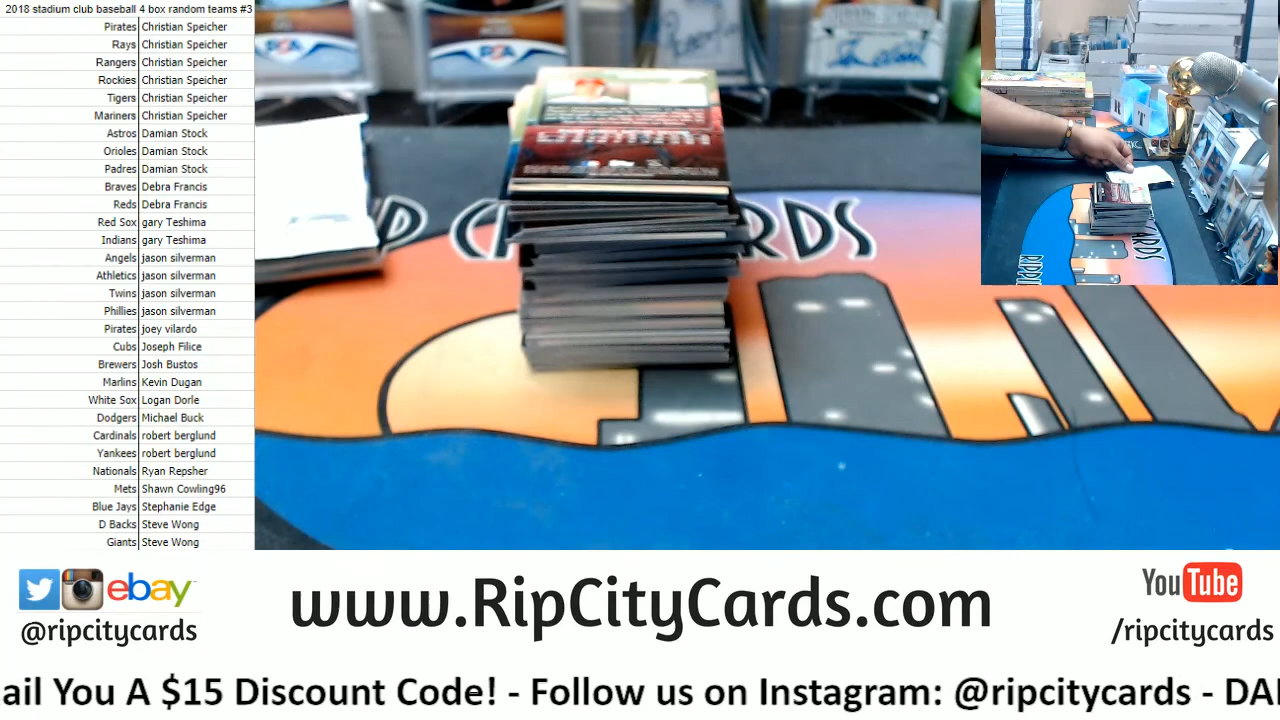 2018 stadium club baseball 4 box random teams #3
Pirates Christian Speicher
Rays Christian Speicher
Rangers Christian Speicher
Rockies Christian Speicher
Tigers Christian Speicher
Mariners Christian Speicher
Astros Damian Stock
Orioles Damian Stock
Padres Damian Stock
Braves Debra Francis
Reds Debra Francis
Red Sox gary Teshima
Indians gary Teshima
Angels jason silverman
Athletics jason silverman
Twins jason silverman
Phillies jason silverman
Pirates joey vilardo
Cubs Joseph Filice
Brewers Josh Bustos
Marlins Kevin Dugan
White Sox Logan Dorle
Dodgers Michael Buck
Cardinals robert berglund
Yankees robert berglund
Nationals Ryan Repsher
Mets Shawn Cowling96
Blue Jays Stephanie Edge
D Backs Steve Wong
Giants Steve Wong
PSA
PSA
ebay
@ripcitycards
www.RipCityCards.com
YouTube
/ripcitycards
ail You A $15 Discount Code! - Follow us on Instagram: @ripcitycards - DAI